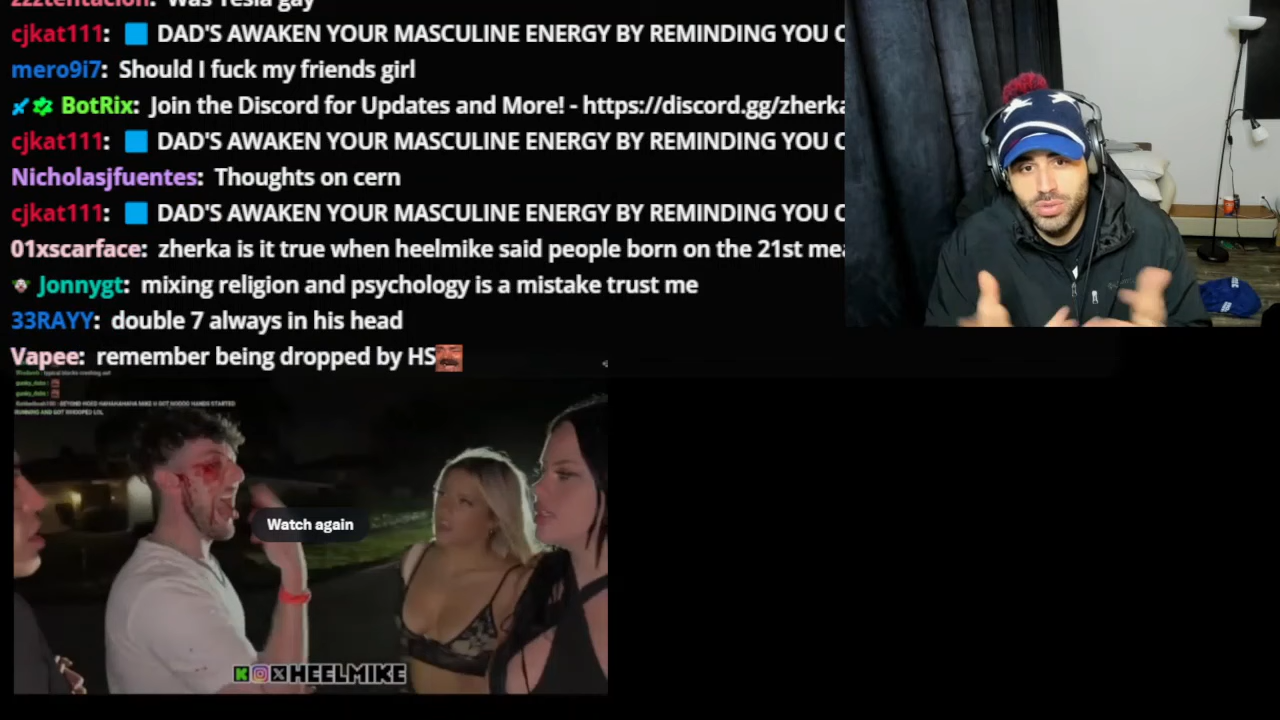 zzztentacion: Was Tesla gay
cjkat111: DAD'S AWAKEN YOUR MASCULINE ENERGY BY REMINDING YOU
mero9i7: Should I fuck my friends girl
BotRix: Join the Discord for Updates and More! - https://discord.gg/zherka
cjkat111: DAD'S AWAKEN YOUR MASCULINE ENERGY BY REMINDING YOU
Nicholasjfuentes: Thoughts on cern
cjkat111: DAD'S AWAKEN YOUR MASCULINE ENERGY BY REMINDING YOU
01xscarface: zherka is it true when heelmike said people born on the 21st mea
Jonnygt: mixing religion and psychology is a mistake trust me
33RAYY: double 7 always in his head
Vapee: remember being dropped by HS
Watch again
HEELMIKE